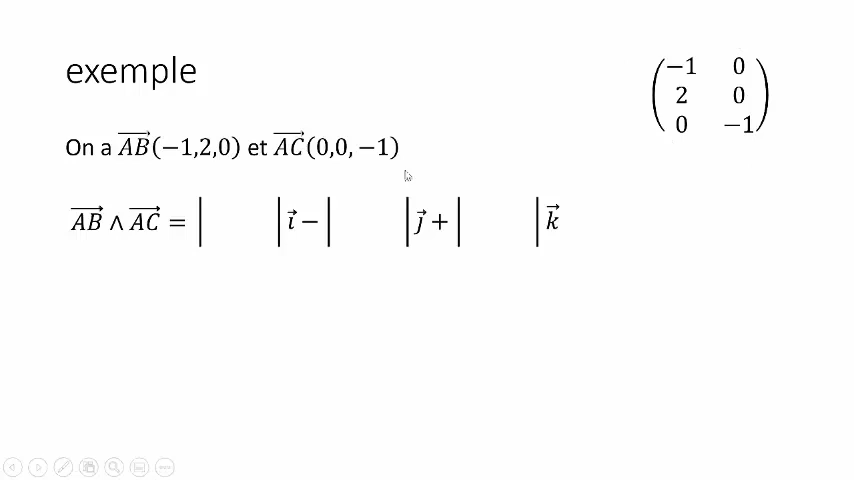 exemple
−1 0
2 0
0 −1
On a AB⃗(−1,2,0) et AC⃗(0,0, −1)
AB⃗ ∧ AC⃗ = | | i⃗ − | | j⃗ + | | k⃗